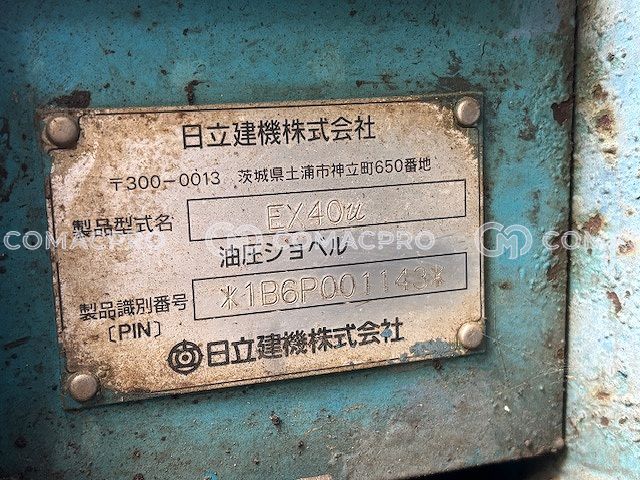 日立建機株式会社
〒300-0013 茨城県土浦市神立町650番地
製品型式名 EX40u
油圧ショベル
COMACPRO COMACPRO COM
製品識別番号 *1B6P001143*
〔PIN〕
日立建機株式会社